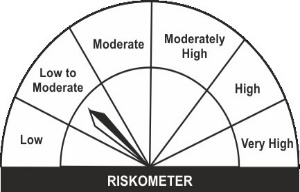 Low
Low to
Moderate
Moderate
Moderately
High
High
Very High
RISKOMETER